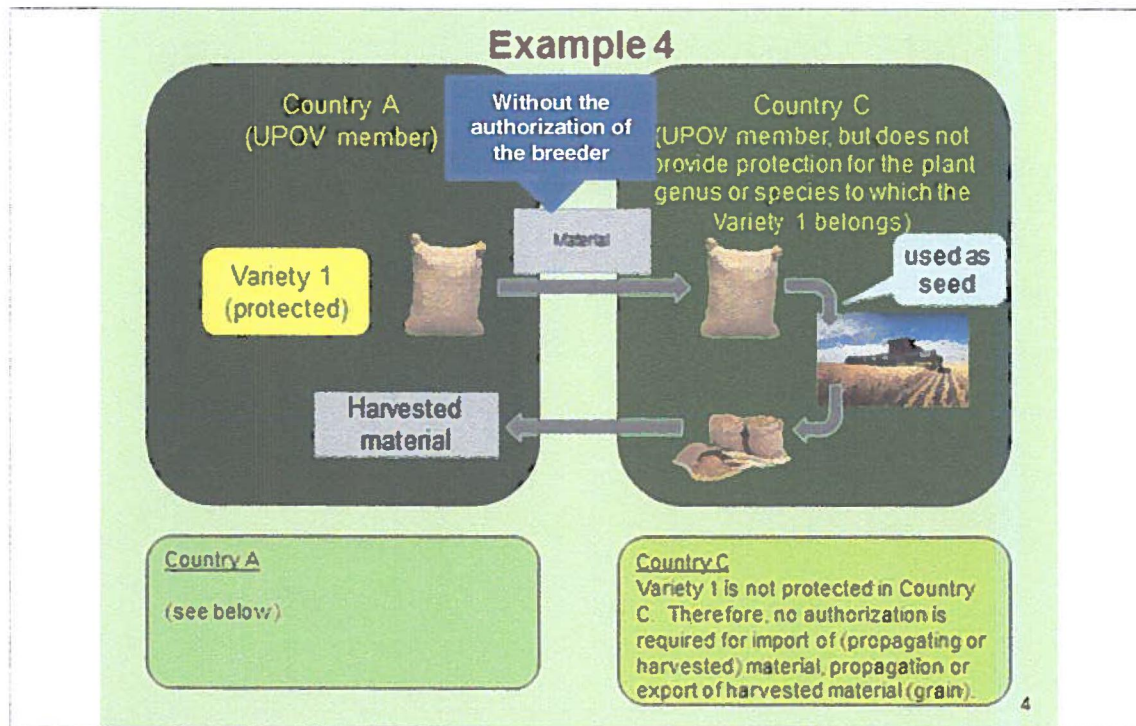 Example 4
Country A
(UPOV member)
Without the
authorization of
the breeder
Country C
(UPOV member, but does not
provide protection for the plant
genus or species to which the
Variety 1 belongs)
Material
Variety 1
(protected)
used as
seed
Harvested
material
Country A
(see below)
Country C
Variety 1 is not protected in Country
C. Therefore, no authorization is
required for import of (propagating or
harvested) material, propagation or
export of harvested material (grain).
4